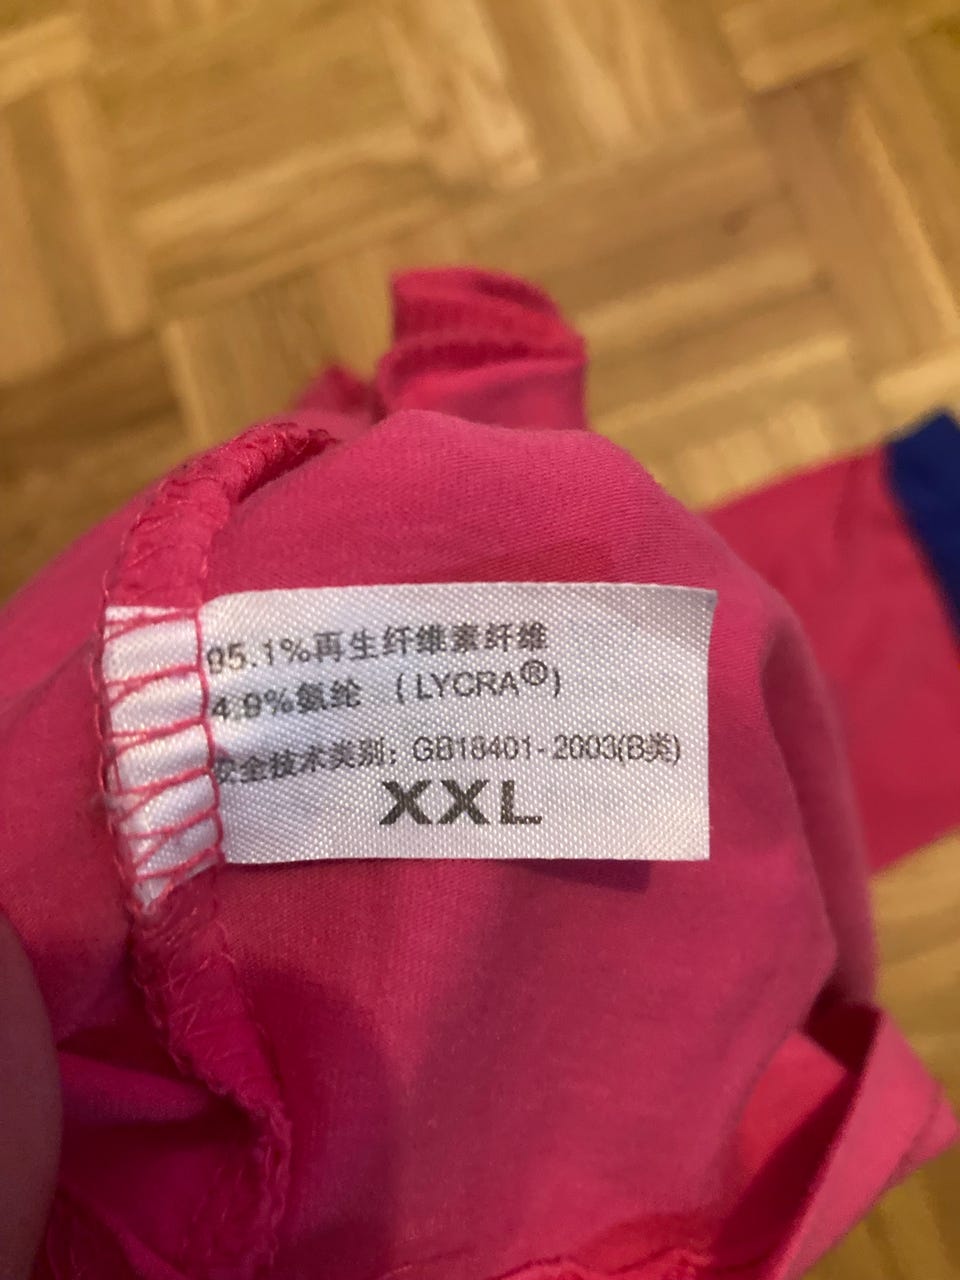 95.1%再生纤维素纤维
4.9%氨纶 (LYCRA®)
安全技术类别: GB18401-2003(B类)
XXL